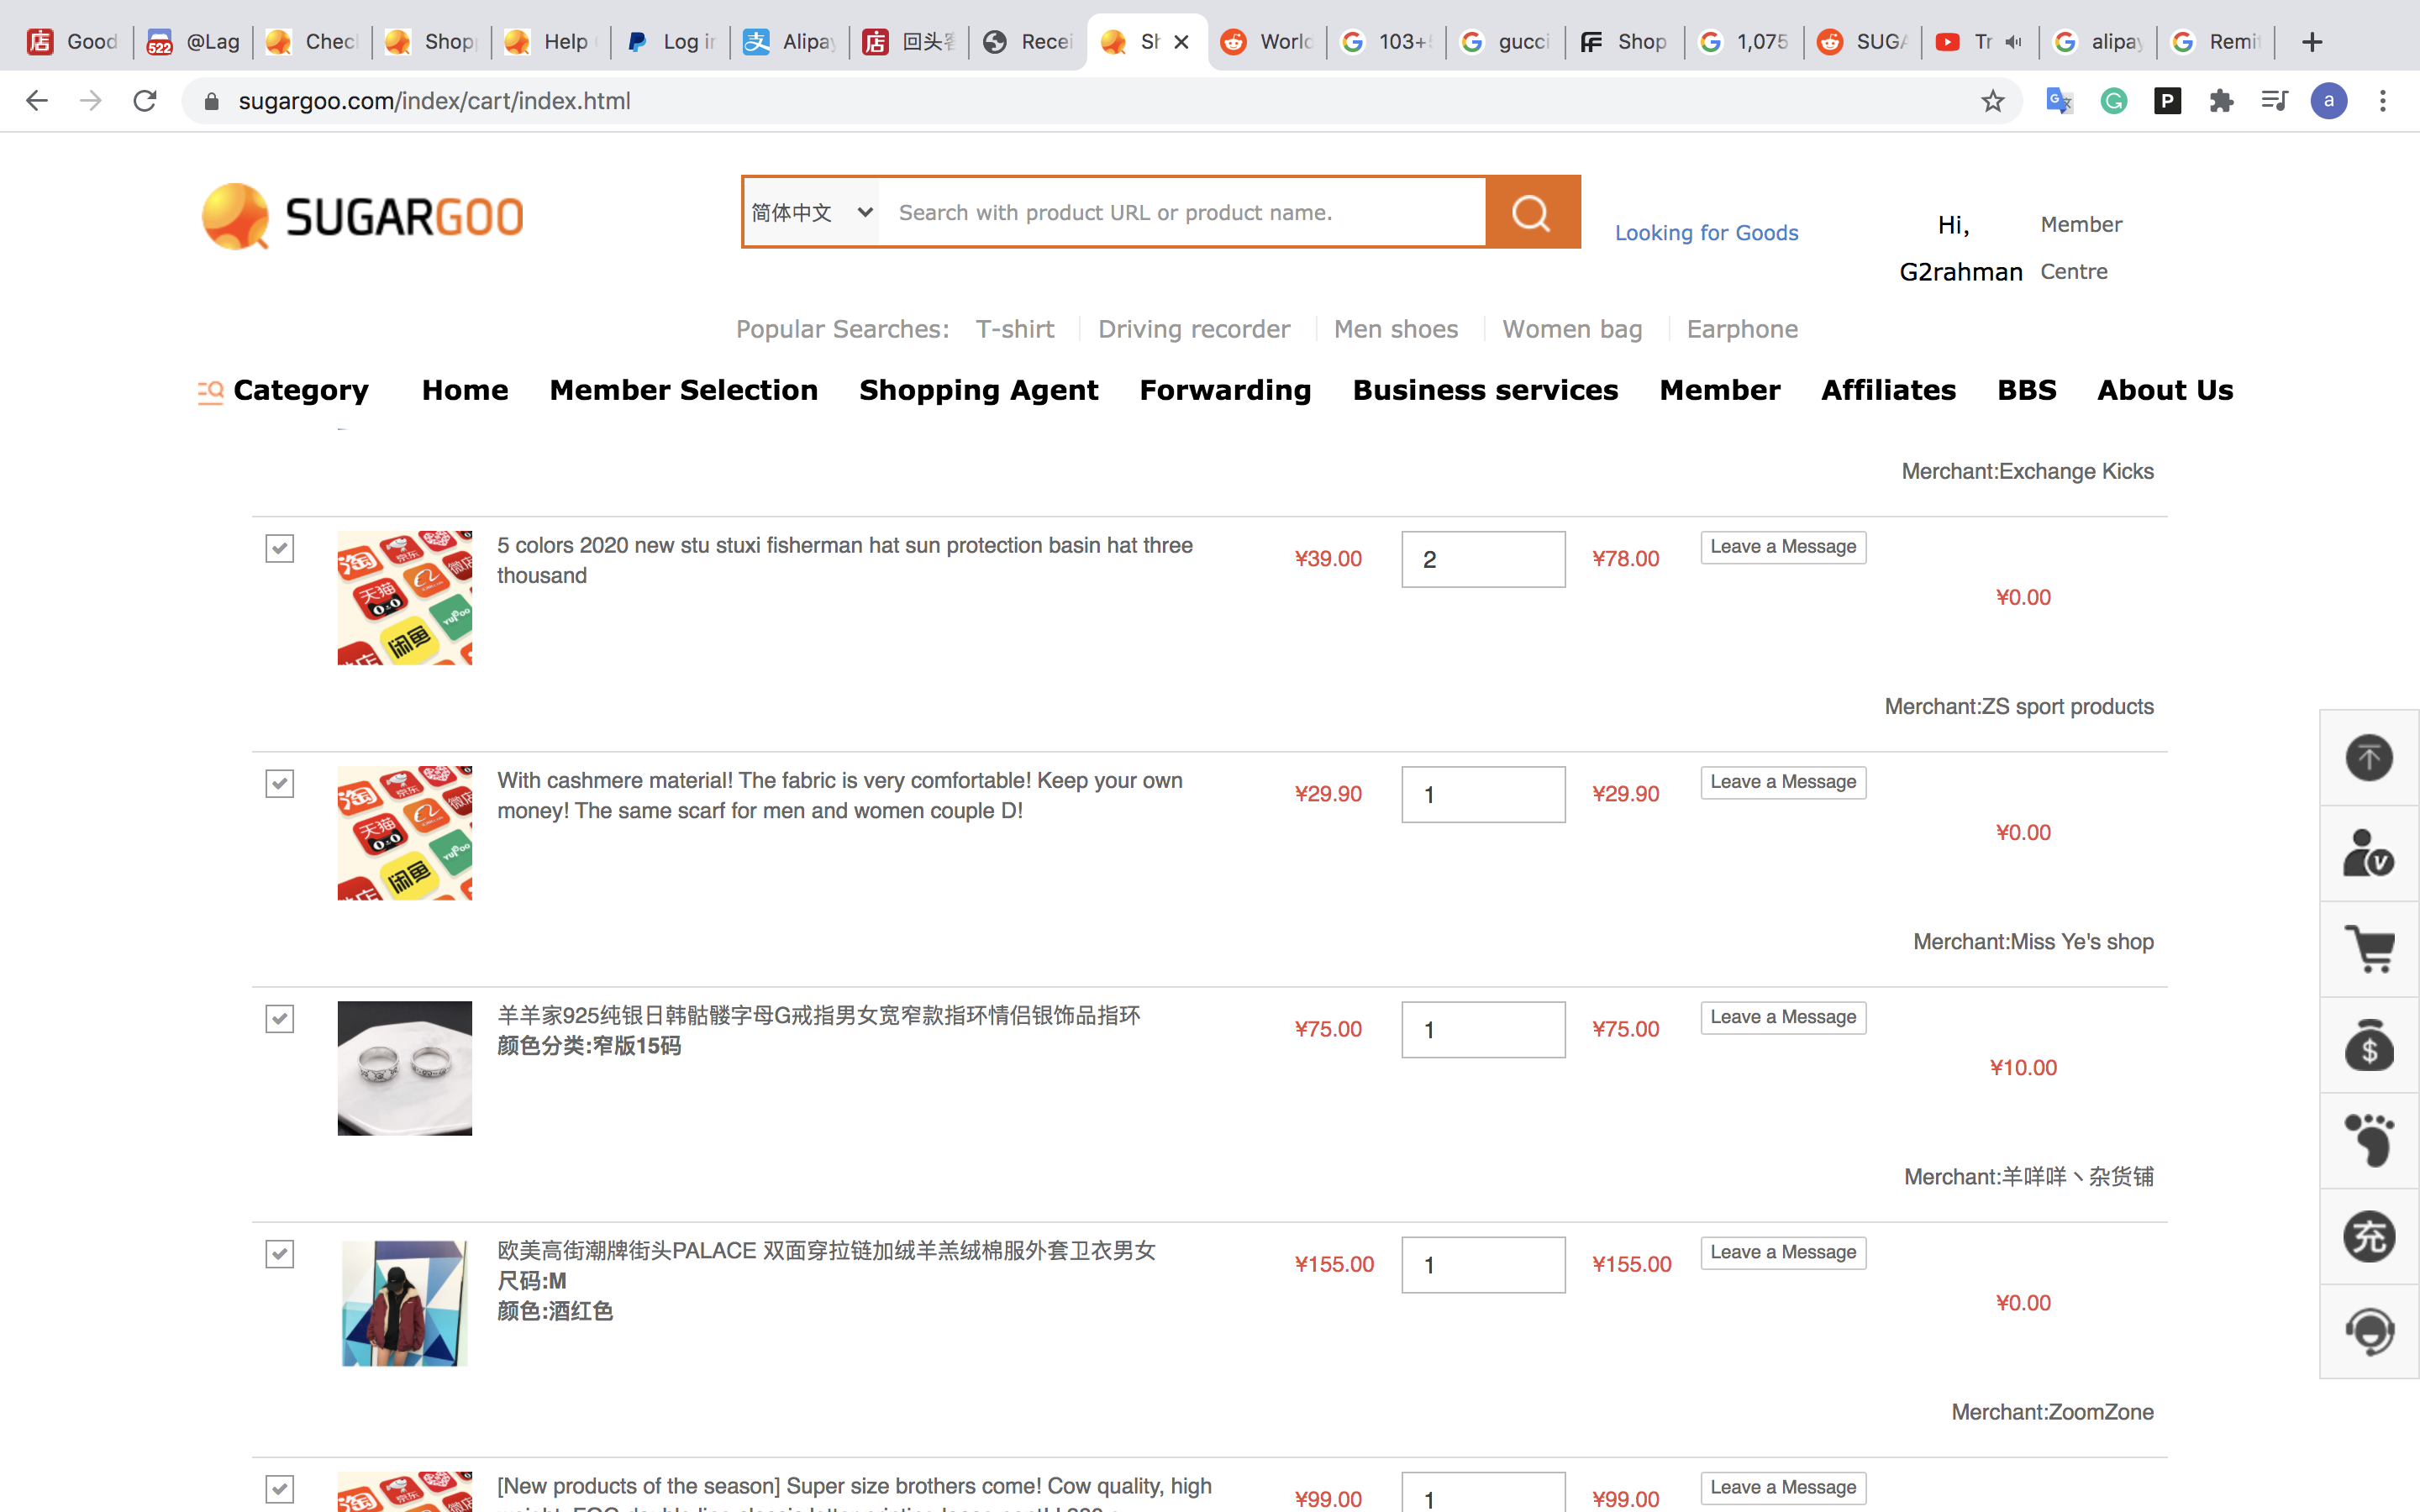 Good
522
@Lag
Chec
Shop
Help
Log in
支
Alipay
店
回头客
Recei
Sh
World
103+
gucci
Shop
1,075
SUGA
Tr
alipay
Remi
sugargoo.com/index/cart/index.html
P
a
SUGARGOO
简体中文
Search with product URL or product name.
Looking for Goods
Hi,
G2rahman
Member
Centre
Popular Searches: T-shirt Driving recorder Men shoes Women bag Earphone
Category Home Member Selection Shopping Agent Forwarding Business services Member Affiliates BBS About Us
Merchant:Exchange Kicks
5 colors 2020 new stu stuxi fisherman hat sun protection basin hat three
thousand
¥39.00
2
¥78.00
Leave a Message
¥0.00
Merchant:ZS sport products
With cashmere material! The fabric is very comfortable! Keep your own
money! The same scarf for men and women couple D!
¥29.90
1
¥29.90
Leave a Message
¥0.00
Merchant:Miss Ye's shop
羊羊家925纯银日韩骷髅字母G戒指男女宽窄款指环情侣银饰品指环
颜色分类:窄版15码
¥75.00
1
¥75.00
Leave a Message
¥10.00
Merchant:羊咩咩丶杂货铺
欧美高街潮牌街头PALACE 双面穿拉链加绒羊羔绒棉服外套卫衣男女
尺码:M
颜色:酒红色
¥155.00
1
¥155.00
Leave a Message
¥0.00
Merchant:ZoomZone
[New products of the season] Super size brothers come! Cow quality, high
¥99.00
1
¥99.00
Leave a Message
充